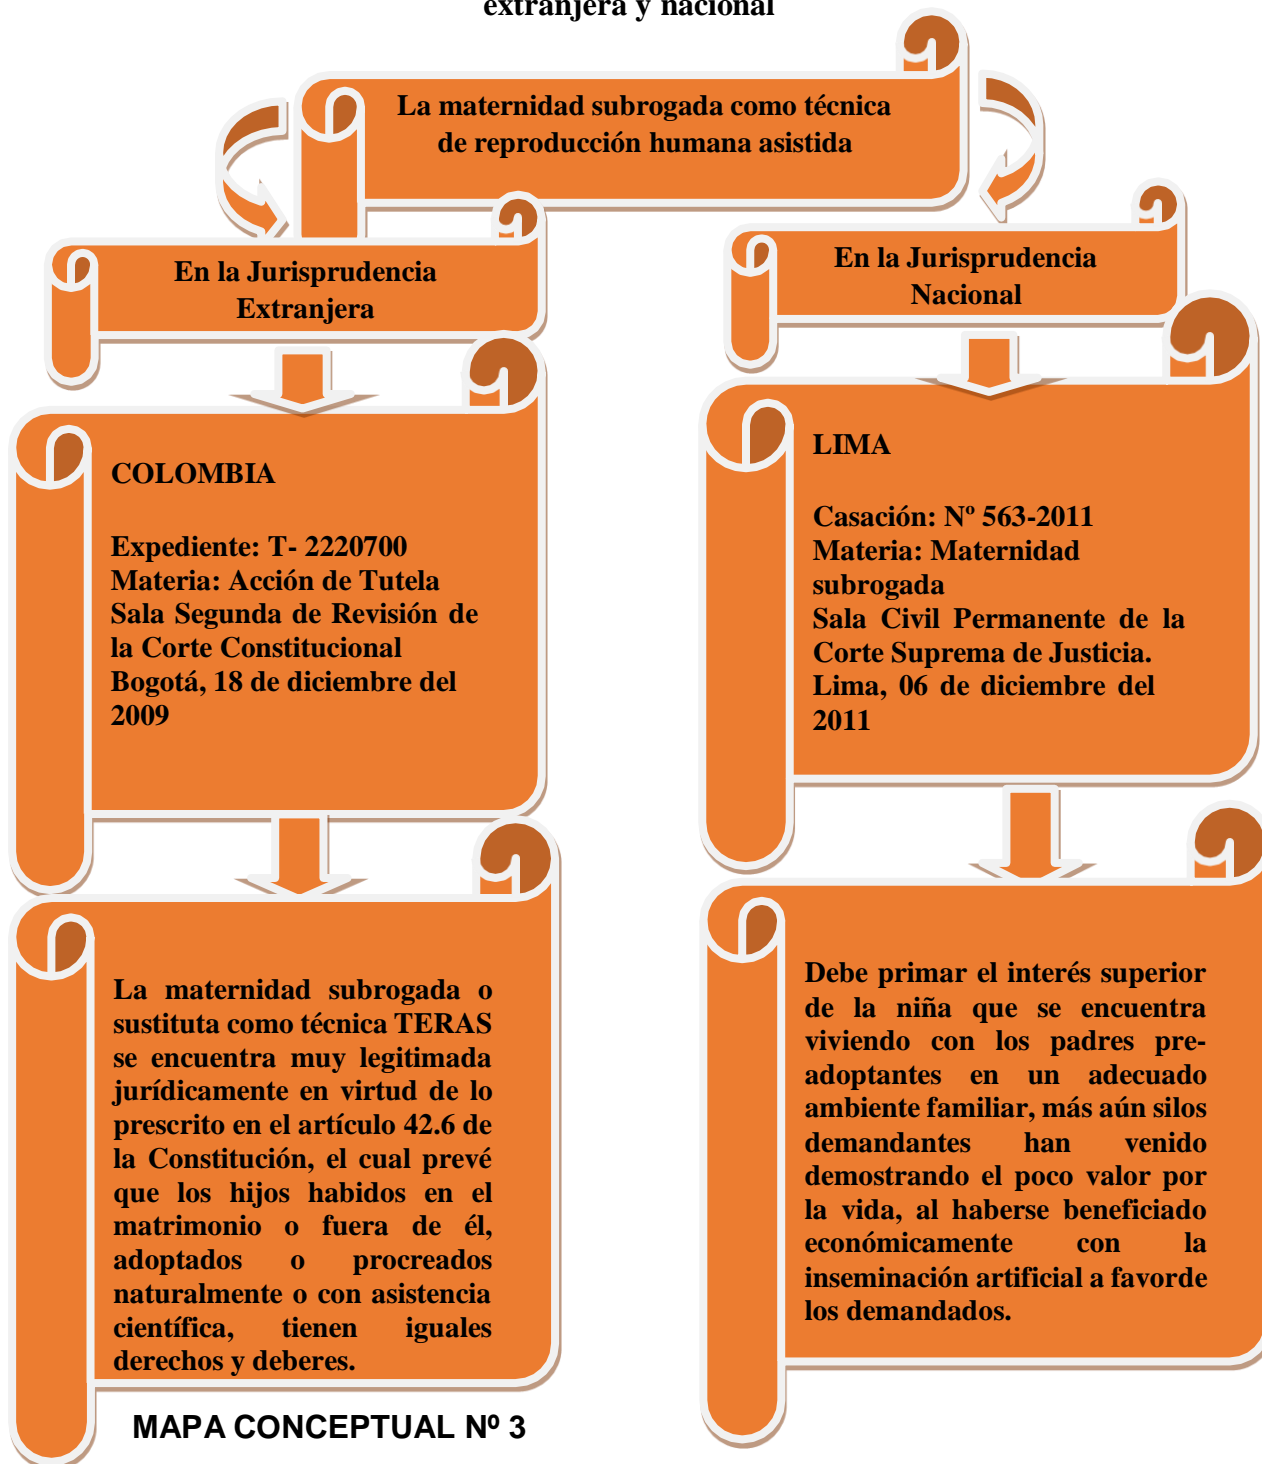 extranjera y nacional
La maternidad subrogada como técnica
de reproducción humana asistida
En la Jurisprudencia
Extranjera
En la Jurisprudencia
Nacional
COLOMBIA
Expediente: T- 2220700
Materia: Acción de Tutela
Sala Segunda de Revisión de
la Corte Constitucional
Bogotá, 18 de diciembre del
2009
LIMA
Casación: Nº 563-2011
Materia: Maternidad
subrogada
Sala Civil Permanente de la
Corte Suprema de Justicia.
Lima, 06 de diciembre del
2011
La maternidad subrogada o
sustituta como técnica TERAS
se encuentra muy legitimada
jurídicamente en virtud de lo
prescrito en el artículo 42.6 de
la Constitución, el cual prevé
que los hijos habidos en el
matrimonio o fuera de él,
adoptados o procreados
naturalmente o con asistencia
científica, tienen iguales
derechos y deberes.
Debe primar el interés superior
de la niña que se encuentra
viviendo con los padres pre-
adoptantes en un adecuado
ambiente familiar, más aún silos
demandantes han venido
demostrando el poco valor por
la vida, al haberse beneficiado
económicamente con la
inseminación artificial a favorde
los demandados.
MAPA CONCEPTUAL Nº 3